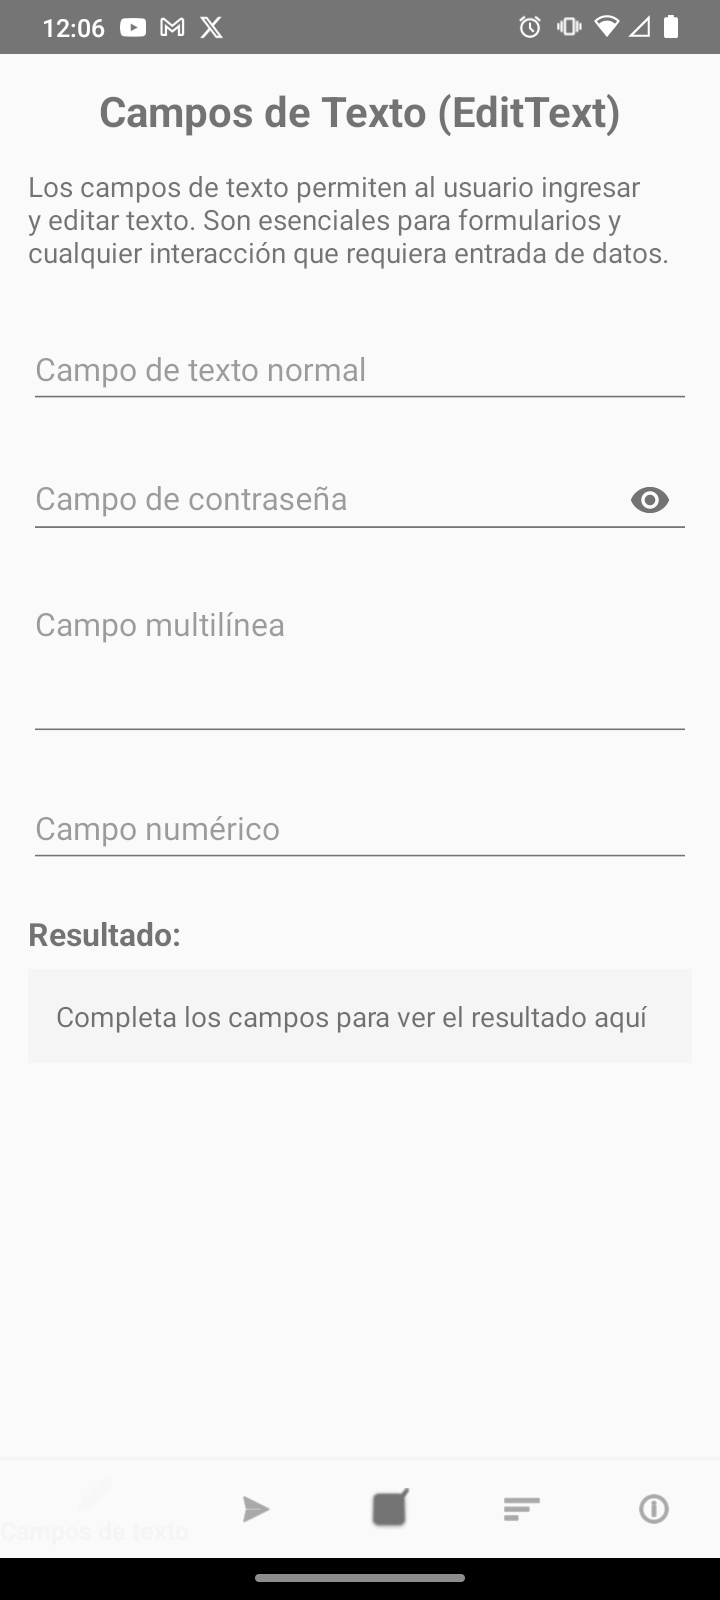 12:06
Campos de Texto (EditText)
Los campos de texto permiten al usuario ingresar
y editar texto. Son esenciales para formularios y
cualquier interacción que requiera entrada de datos.
Campo de texto normal
Campo de contraseña
Campo multilínea
Campo numérico
Resultado:
Completa los campos para ver el resultado aquí
Campos de texto